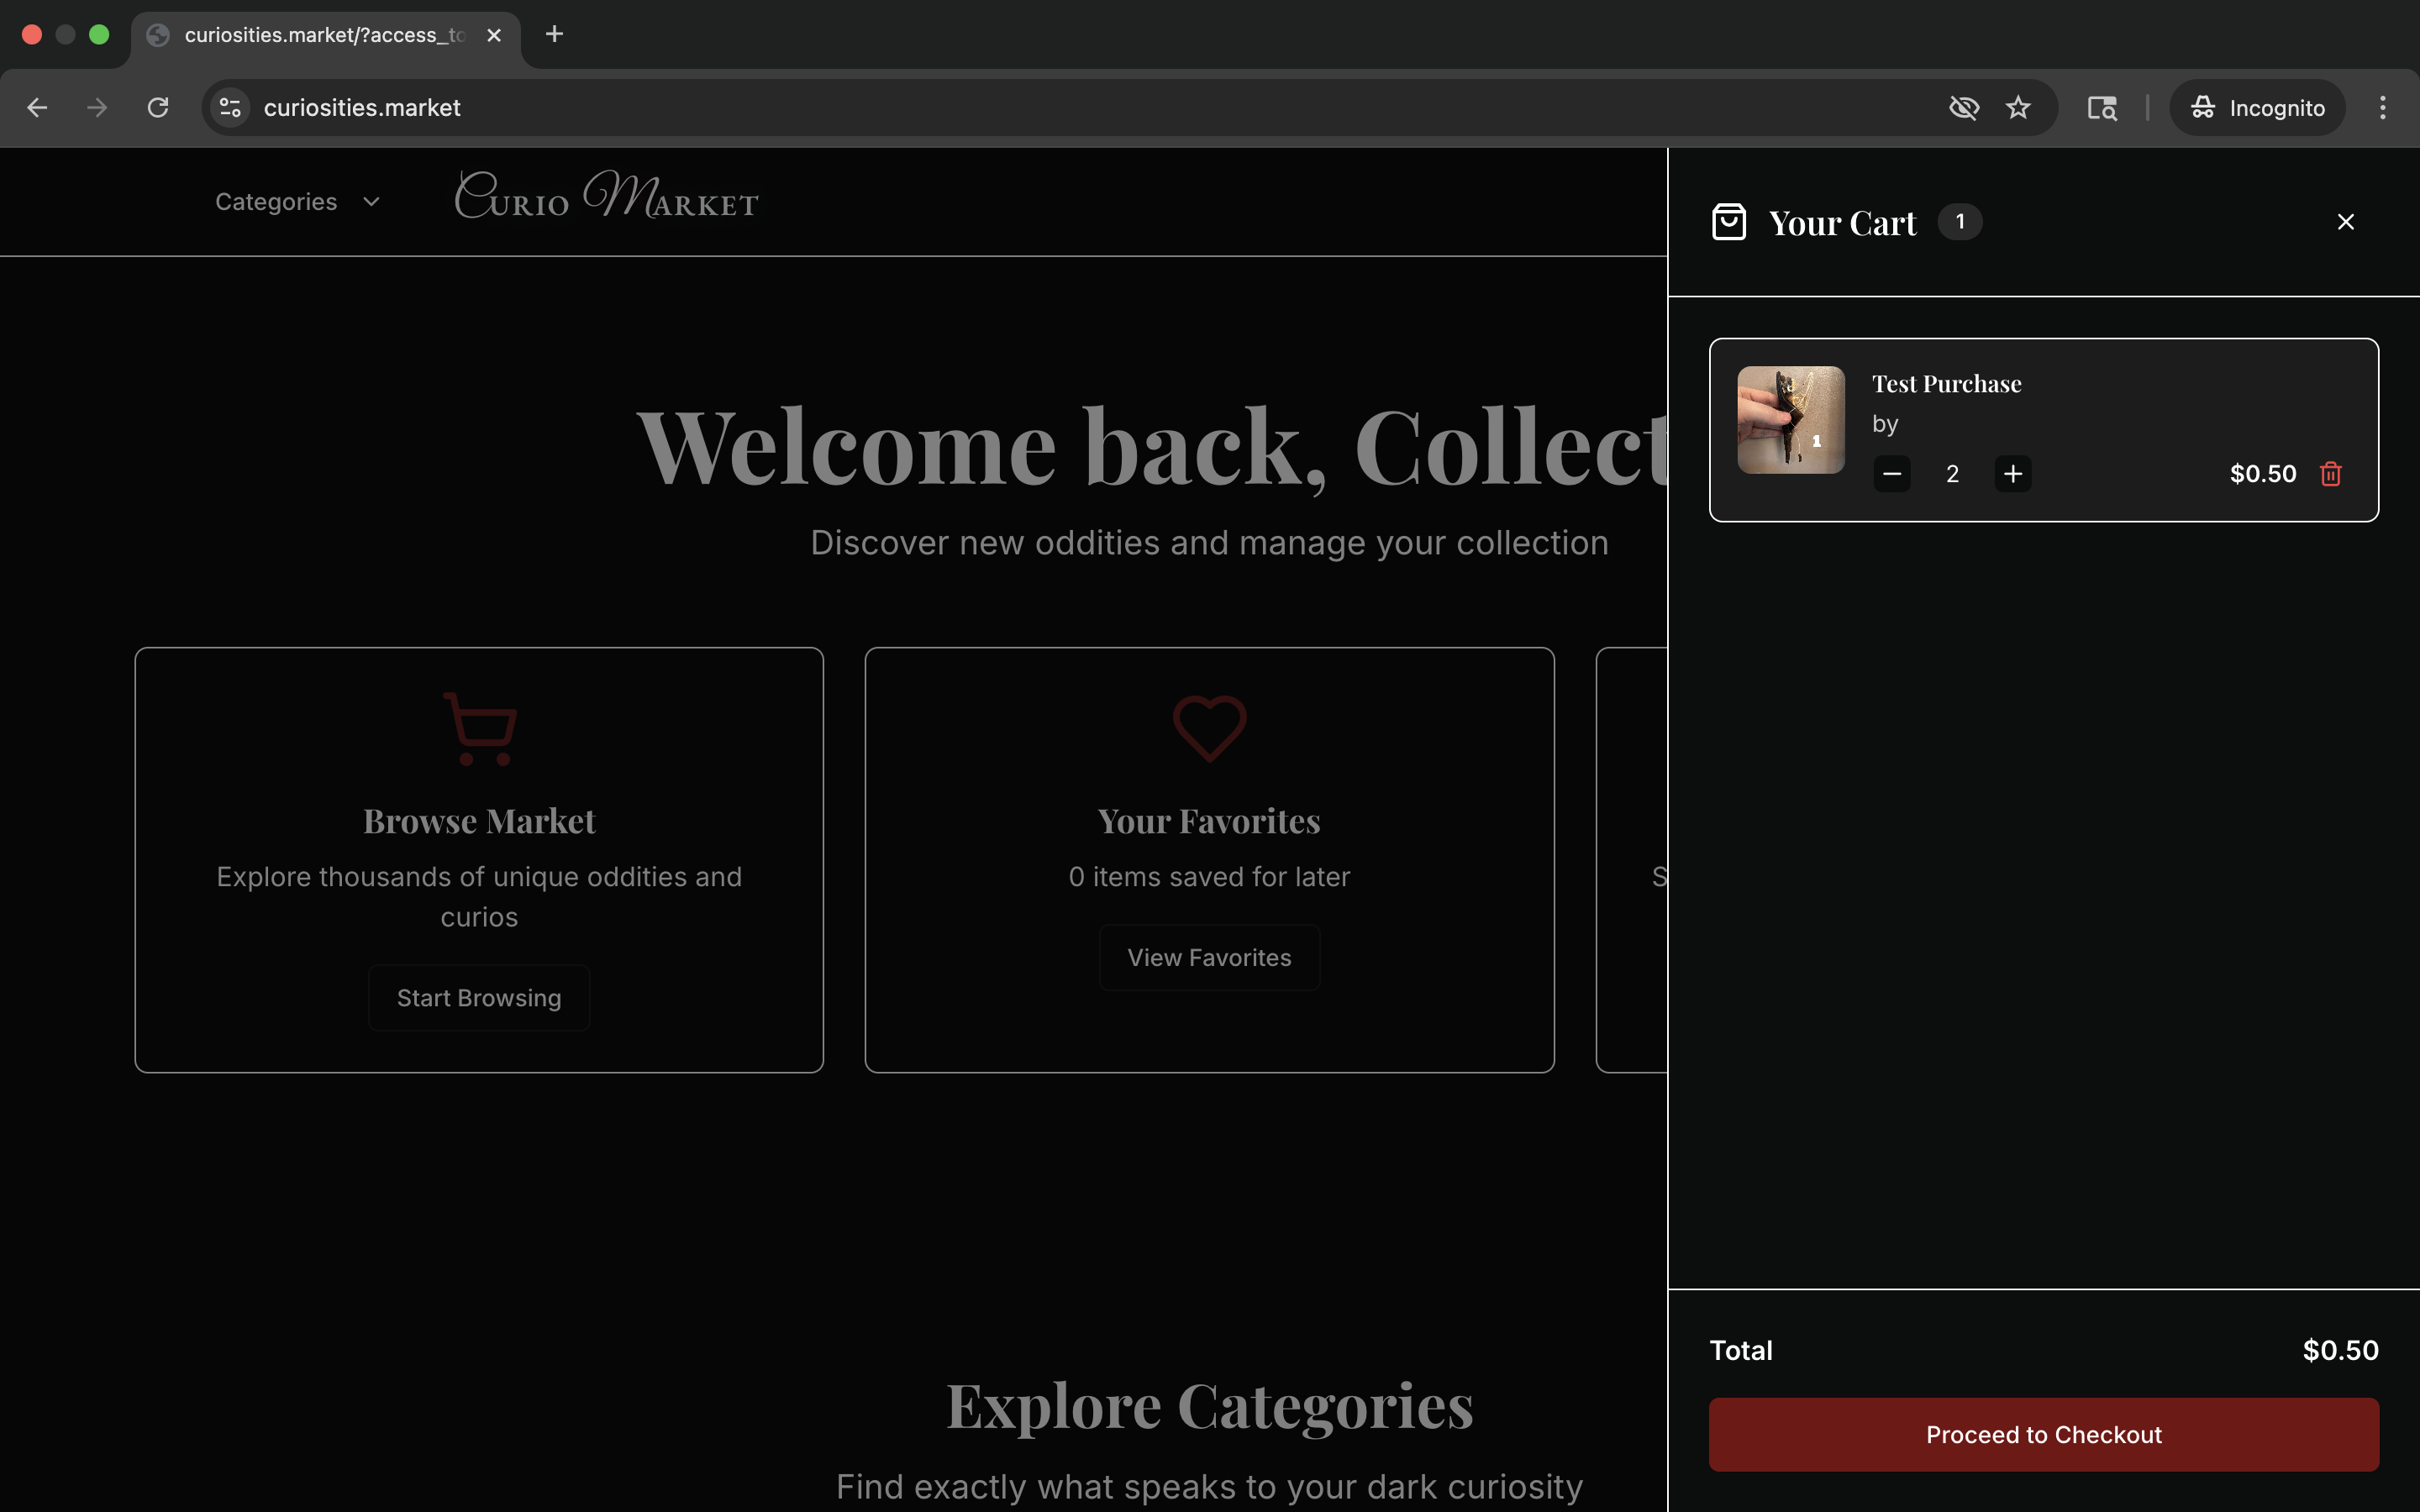 curiosities.market/?access_to
curiosities.market
Incognito
Categories
Curio Market
Your Cart 1
Test Purchase
by
2
$0.50
1
Welcome back, Collect
Discover new oddities and manage your collection
Browse Market
Explore thousands of unique oddities and
curios
Start Browsing
Your Favorites
0 items saved for later
View Favorites
S
Total $0.50
Proceed to Checkout
Explore Categories
Find exactly what speaks to your dark curiosity